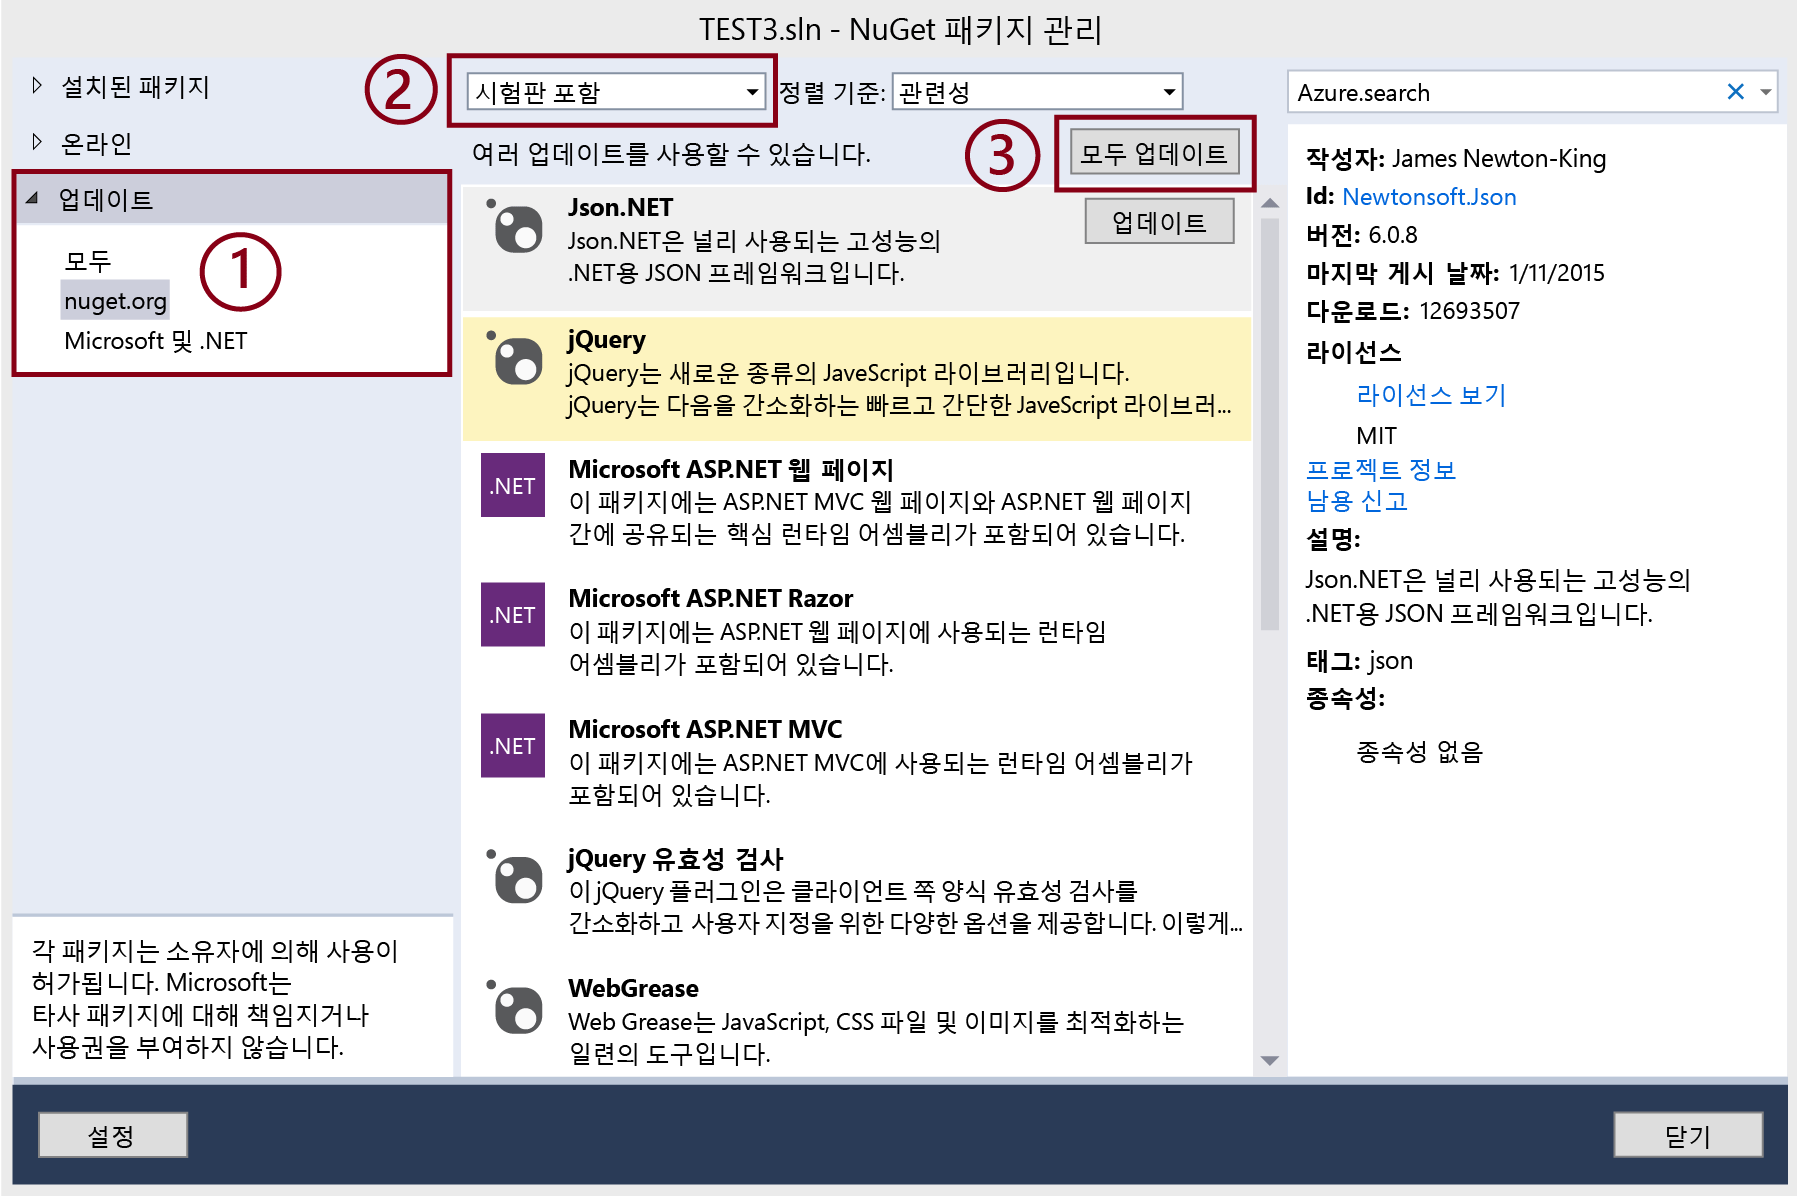 TEST3.sln - NuGet 패키지 관리
설치된 패키지
온라인
업데이트
모두
nuget.org
Microsoft 및 .NET
①
각 패키지는 소유자에 의해 사용이
허가됩니다. Microsoft는
타사 패키지에 대해 책임지거나
사용권을 부여하지 않습니다.
②
시험판 포함
정렬 기준: 관련성
여러 업데이트를 사용할 수 있습니다.
③
모두 업데이트
Json.NET
Json.NET은 널리 사용되는 고성능의
.NET용 JSON 프레임워크입니다.
업데이트
jQuery
jQuery는 새로운 종류의 JaveScript 라이브러리입니다.
jQuery는 다음을 간소화하는 빠르고 간단한 JaveScript 라이브러...
.NET
Microsoft ASP.NET 웹 페이지
이 패키지에는 ASP.NET MVC 웹 페이지와 ASP.NET 웹 페이지
간에 공유되는 핵심 런타임 어셈블리가 포함되어 있습니다.
.NET
Microsoft ASP.NET Razor
이 패키지에는 ASP.NET 웹 페이지에 사용되는 런타임
어셈블리가 포함되어 있습니다.
.NET
Microsoft ASP.NET MVC
이 패키지에는 ASP.NET MVC에 사용되는 런타임 어셈블리가
포함되어 있습니다.
jQuery 유효성 검사
이 jQuery 플러그인은 클라이언트 쪽 양식 유효성 검사를
간소화하고 사용자 지정을 위한 다양한 옵션을 제공합니다. 이렇게...
WebGrease
Web Grease는 JavaScript, CSS 파일 및 이미지를 최적화하는
일련의 도구입니다.
Azure.search
작성자: James Newton-King
Id: Newtonsoft.Json
버전: 6.0.8
마지막 게시 날짜: 1/11/2015
다운로드: 12693507
라이선스
라이선스 보기
MIT
프로젝트 정보
남용 신고
설명:
Json.NET은 널리 사용되는 고성능의
.NET용 JSON 프레임워크입니다.
태그: json
종속성:
종속성 없음
설정
닫기